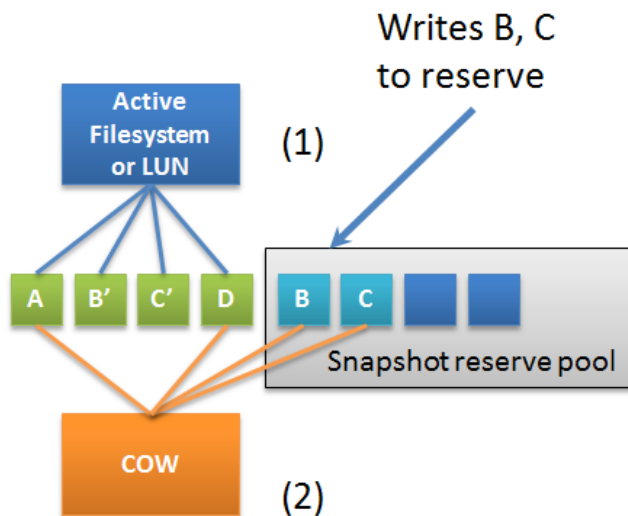 Writes B, C
to reserve
Active
Filesystem
or LUN
(1)
A
B’
C’
D
B
C
Snapshot reserve pool
COW
(2)